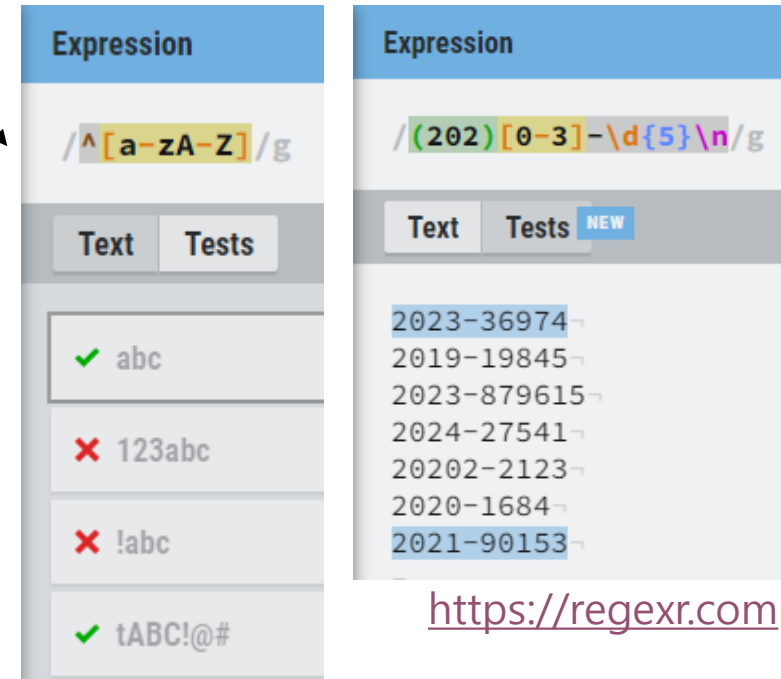 Expression
/^[a-zA-Z]/g
Text Tests
✔ abc
✖ 123abc
✖ !abc
✔ tABC!@#
Expression
/(202)[0-3]-\d{5}\n/g
Text Tests NEW
2023-36974¬
2019-19845¬
2023-879615¬
2024-27541¬
20202-2123¬
2020-1684¬
2021-90153¬
https://regexr.com